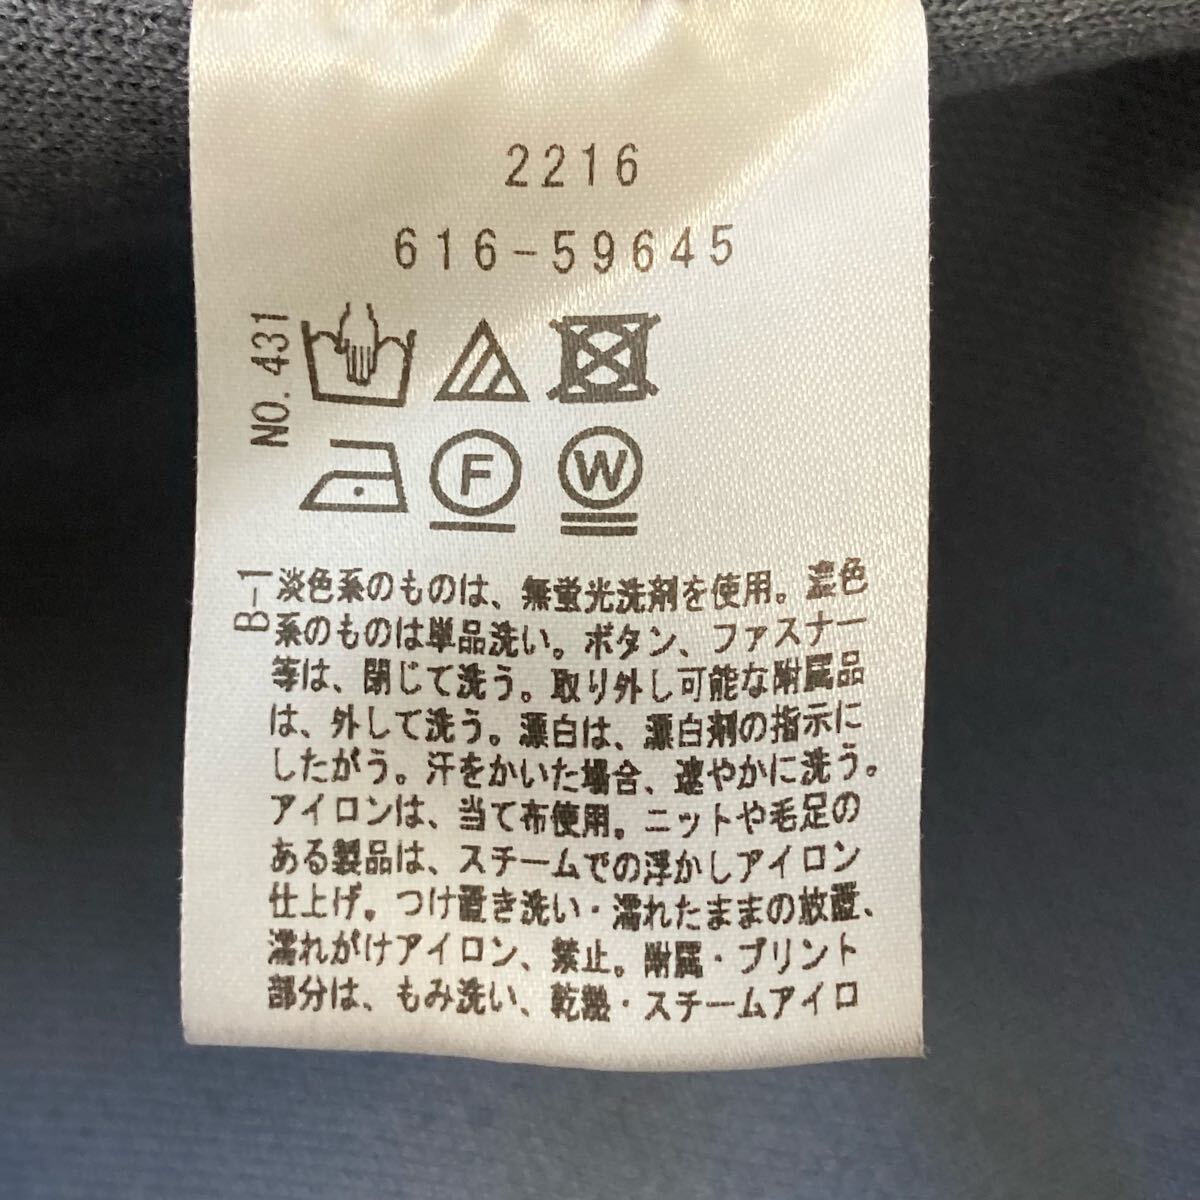 2216
616-59645
NO. 431
F
W
B-1
淡色系のものは、無蛍光洗剤を使用。濃色
系のものは単品洗い。ボタン、ファスナー
等は、閉じて洗う。取り外し可能な附属品
は、外して洗う。漂白は、漂白剤の指示に
したがう。汗をかいた場合、速やかに洗う。
アイロンは、当て布使用。ニットや毛足の
ある製品は、スチームでの浮かしアイロン
仕上げ。つけ置き洗い・濡れたままの放置、
濡れがけアイロン、禁止。附属・プリント
部分は、もみ洗い、乾熱・スチームアイロ